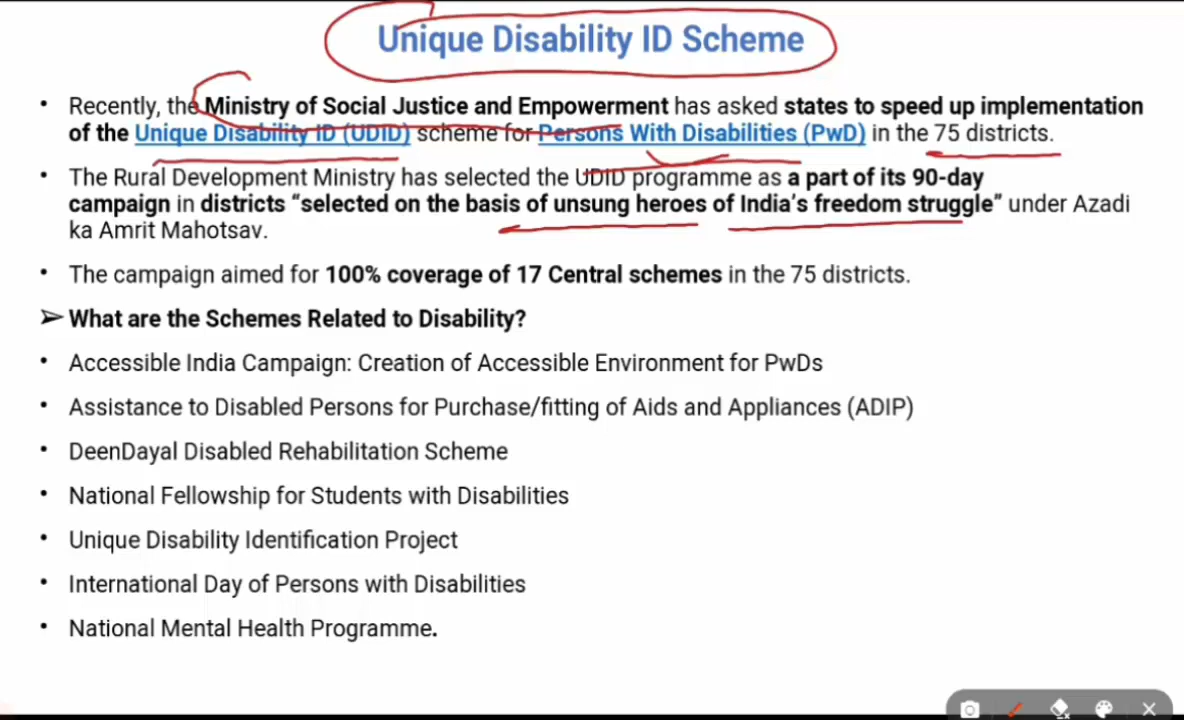 Unique Disability ID Scheme
• Recently, the Ministry of Social Justice and Empowerment has asked states to speed up implementation
of the Unique Disability ID (UDID) scheme for Persons With Disabilities (PwD) in the 75 districts.
• The Rural Development Ministry has selected the UDID programme as a part of its 90-day
campaign in districts “selected on the basis of unsung heroes of India’s freedom struggle” under Azadi
ka Amrit Mahotsav.
• The campaign aimed for 100% coverage of 17 Central schemes in the 75 districts.
➢ What are the Schemes Related to Disability?
• Accessible India Campaign: Creation of Accessible Environment for PwDs
• Assistance to Disabled Persons for Purchase/fitting of Aids and Appliances (ADIP)
• DeenDayal Disabled Rehabilitation Scheme
• National Fellowship for Students with Disabilities
• Unique Disability Identification Project
• International Day of Persons with Disabilities
• National Mental Health Programme.